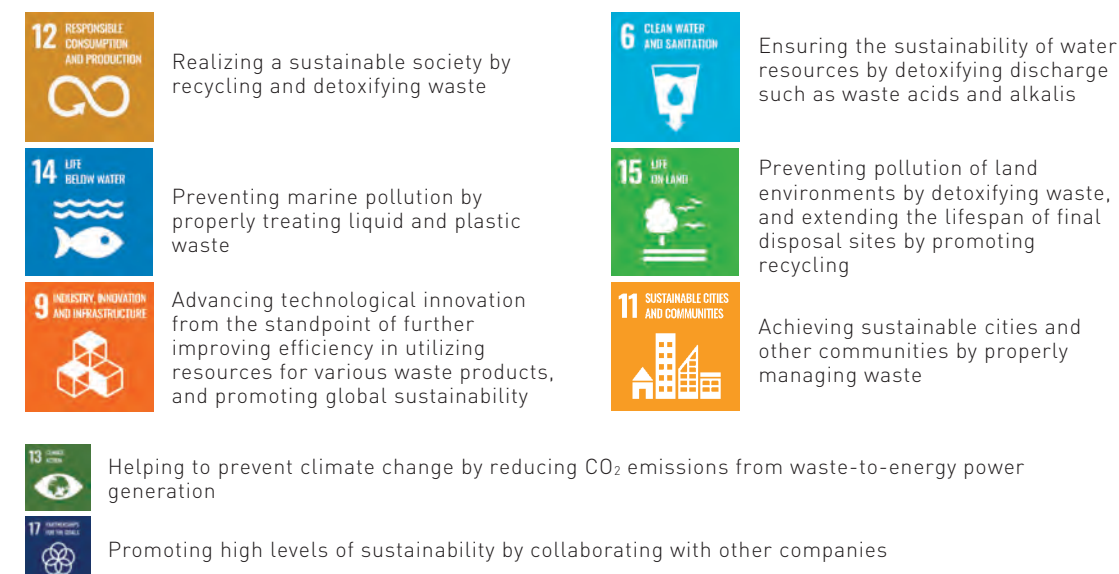 12 RESPONSIBLE
CONSUMPTION
AND PRODUCTION
Realizing a sustainable society by
recycling and detoxifying waste
6 CLEAN WATER
AND SANITATION
Ensuring the sustainability of water
resources by detoxifying discharge
such as waste acids and alkalis
14 LIFE
BELOW WATER
Preventing marine pollution by
properly treating liquid and plastic
waste
15 LIFE
ON LAND
Preventing pollution of land
environments by detoxifying waste,
and extending the lifespan of final
disposal sites by promoting
recycling
9 INDUSTRY, INNOVATION
AND INFRASTRUCTURE
Advancing technological innovation
from the standpoint of further
improving efficiency in utilizing
resources for various waste products,
and promoting global sustainability
11 SUSTAINABLE CITIES
AND COMMUNITIES
Achieving sustainable cities and
other communities by properly
managing waste
13 CLIMATE
ACTION
Helping to prevent climate change by reducing CO₂ emissions from waste-to-energy power
generation
17 PARTNERSHIPS
FOR THE GOALS
Promoting high levels of sustainability by collaborating with other companies